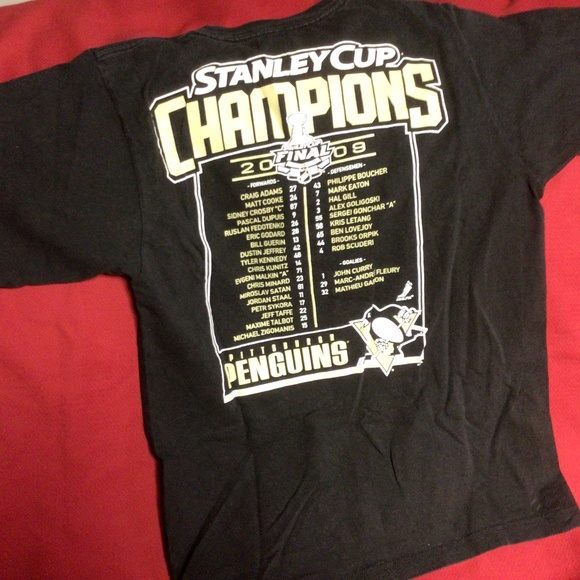 STANLEY CUP
CHAMPIONS
STANLEY CUP
FINAL
20 09
- FORWARDS -
CRAIG ADAMS 27
MATT COOKE 24
SIDNEY CROSBY "C" 87
PASCAL DUPUIS 9
RUSLAN FEDOTENKO 26
ERIC GODARD 28
BILL GUERIN 13
DUSTIN JEFFREY 42
TYLER KENNEDY 48
CHRIS KUNITZ 14
EVGENI MALKIN "A" 71
CHRIS MINARD 23
MIROSLAV SATAN 81
JORDAN STAAL 11
PETR SYKORA 17
JEFF TAFFE 22
MAXIME TALBOT 25
MICHAEL ZIGOMANIS 15
- DEFENSEMEN -
43 PHILIPPE BOUCHER
7 MARK EATON
2 HAL GILL
3 ALEX GOLIGOSKI
55 SERGEI GONCHAR "A"
58 KRIS LETANG
65 BEN LOVEJOY
44 BROOKS ORPIK
4 ROB SCUDERI
- GOALIES -
1 JOHN CURRY
29 MARC-ANDRE FLEURY
32 MATHIEU GARON
PITTSBURGH
PENGUINS